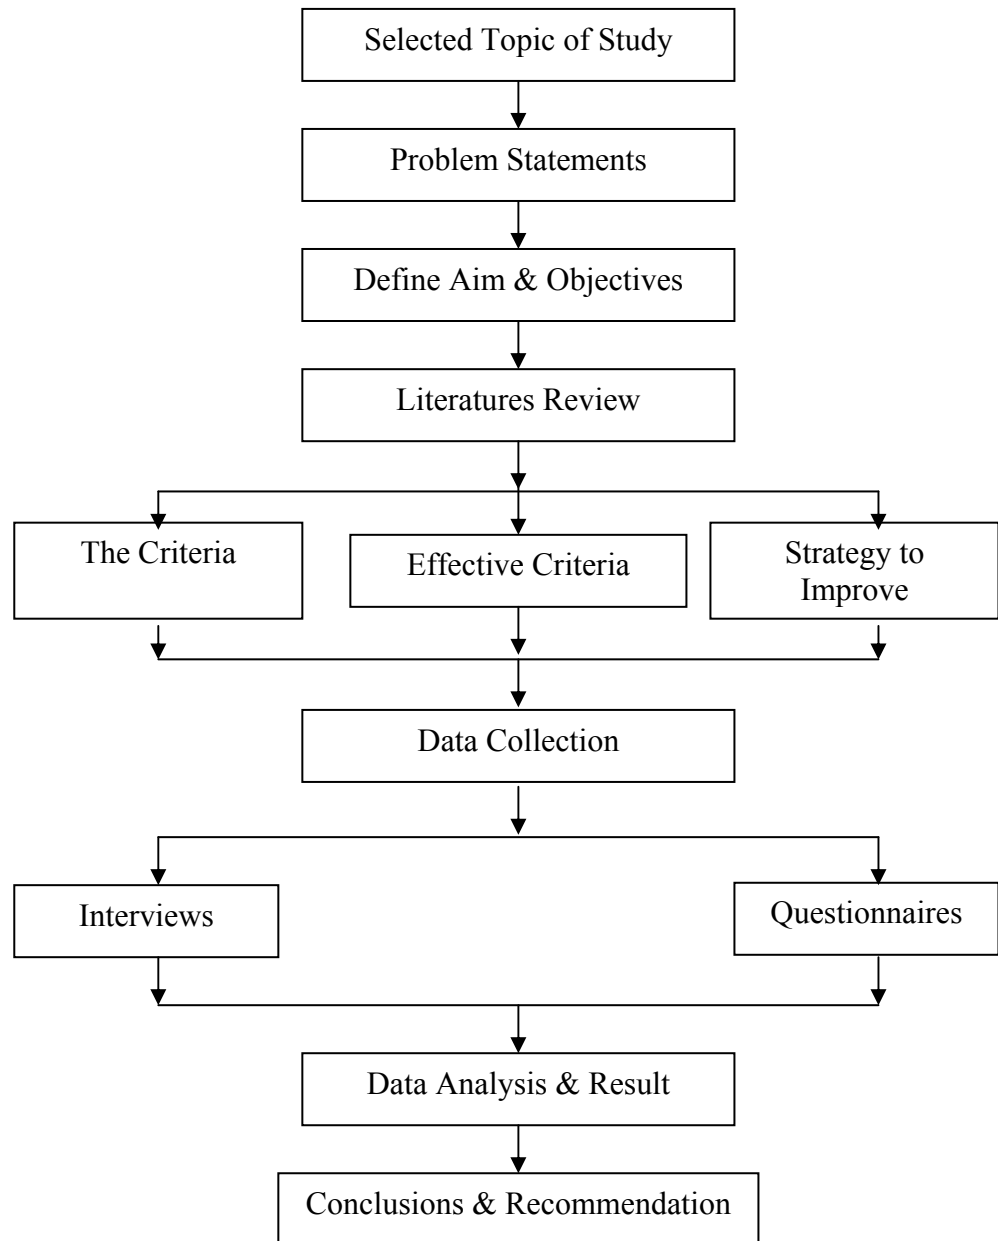 Selected Topic of Study
Problem Statements
Define Aim & Objectives
Literatures Review
The Criteria
Effective Criteria
Strategy to
Improve
Data Collection
Interviews
Questionnaires
Data Analysis & Result
Conclusions & Recommendation